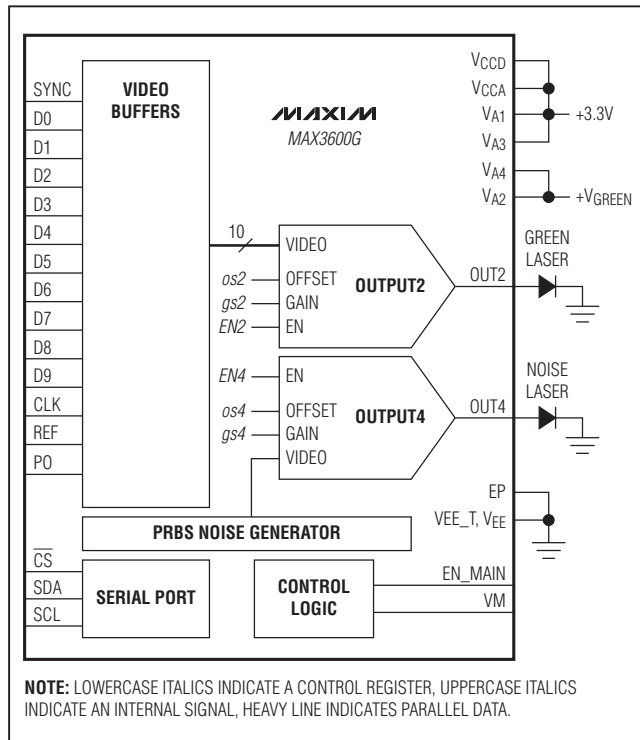 VIDEO
BUFFERS
SYNC
D0
D1
D2
D3
D4
D5
D6
D7
D8
D9
CLK
REF
PO
MAXIM
MAX3600G
VCCD
VCCA
VA1
VA3
+3.3V
VA4
VA2
+VGREEN
10
VIDEO
os2
OFFSET
gs2
GAIN
EN2
EN
OUTPUT2
OUT2
GREEN
LASER
EN4
EN
os4
OFFSET
gs4
GAIN
VIDEO
OUTPUT4
OUT4
NOISE
LASER
EP
VEE_T, VEE
PRBS NOISE GENERATOR
CS
SDA
SCL
SERIAL PORT
CONTROL
LOGIC
EN_MAIN
VM
NOTE: LOWERCASE ITALICS INDICATE A CONTROL REGISTER, UPPERCASE ITALICS
INDICATE AN INTERNAL SIGNAL, HEAVY LINE INDICATES PARALLEL DATA.